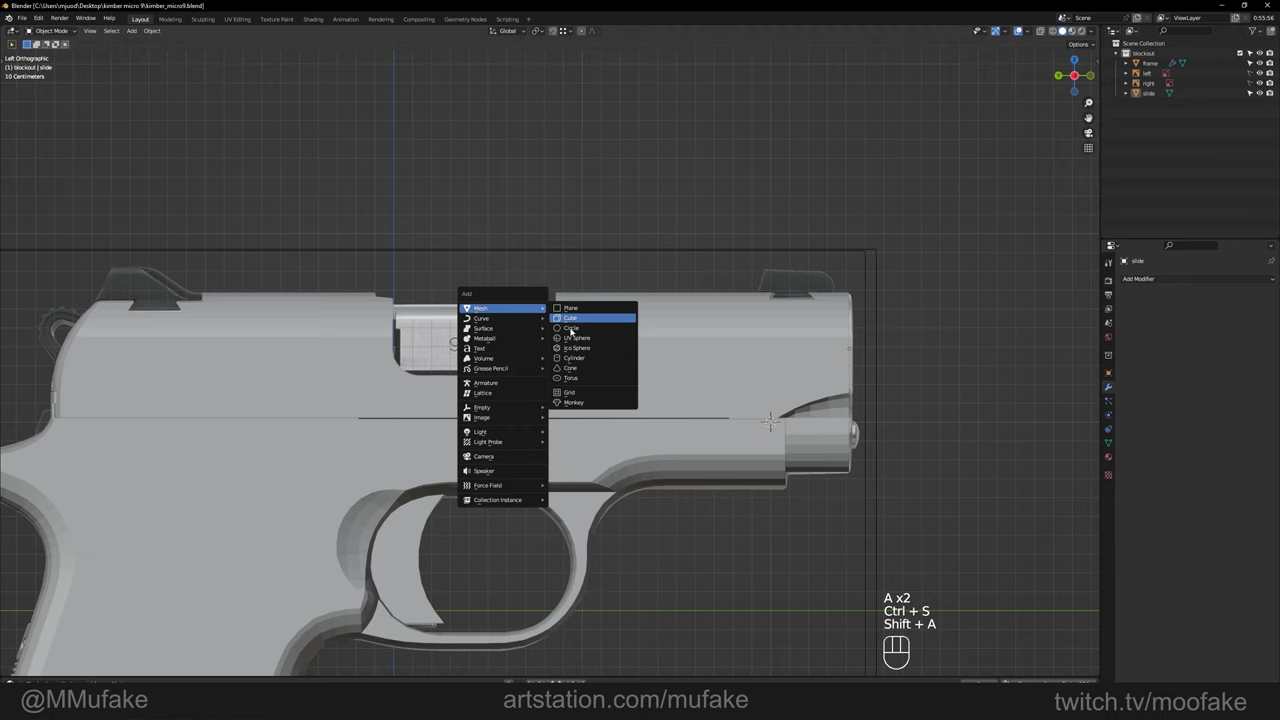 Blender [C:\Users\mjuod\Desktop\kimber micro 9\kimber_micro9.blend]
File Edit Render Window Help Layout Modeling Sculpting UV Editing Texture Paint Shading Animation Rendering Compositing Geometry Nodes Scripting Scene ViewLayer 0:55:56
Object Mode View Select Add Object Global
Options
Left Orthographic
(1) blockout | slide
10 Centimeters
Scene Collection
blockout
frame
left
right
slide
Z
Y
X
slide
Add Modifier
Add
Mesh
Curve
Surface
Metaball
Text
Volume
Grease Pencil
Armature
Lattice
Empty
Image
Light
Light Probe
Camera
Speaker
Force Field
Collection Instance
Plane
Cube
Circle
UV Sphere
Ico Sphere
Cylinder
Cone
Torus
Grid
Monkey
A x2
Ctrl + S
Shift + A
@MMufake artstation.com/mufake twitch.tv/moofake